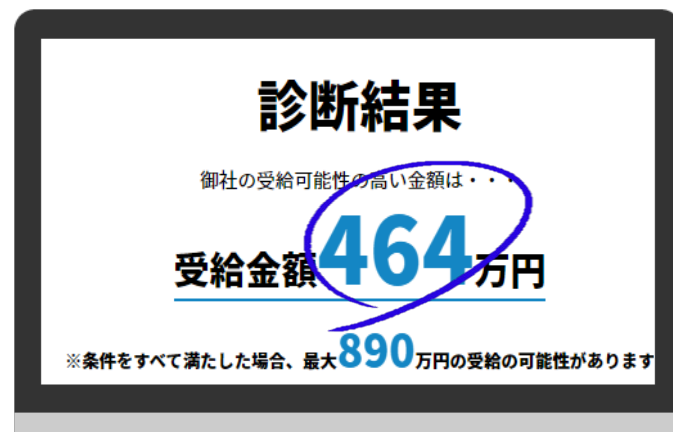 診断結果
御社の受給可能性の高い金額は・・・
受給金額464万円
※条件をすべて満たした場合、最大890万円の受給の可能性があります